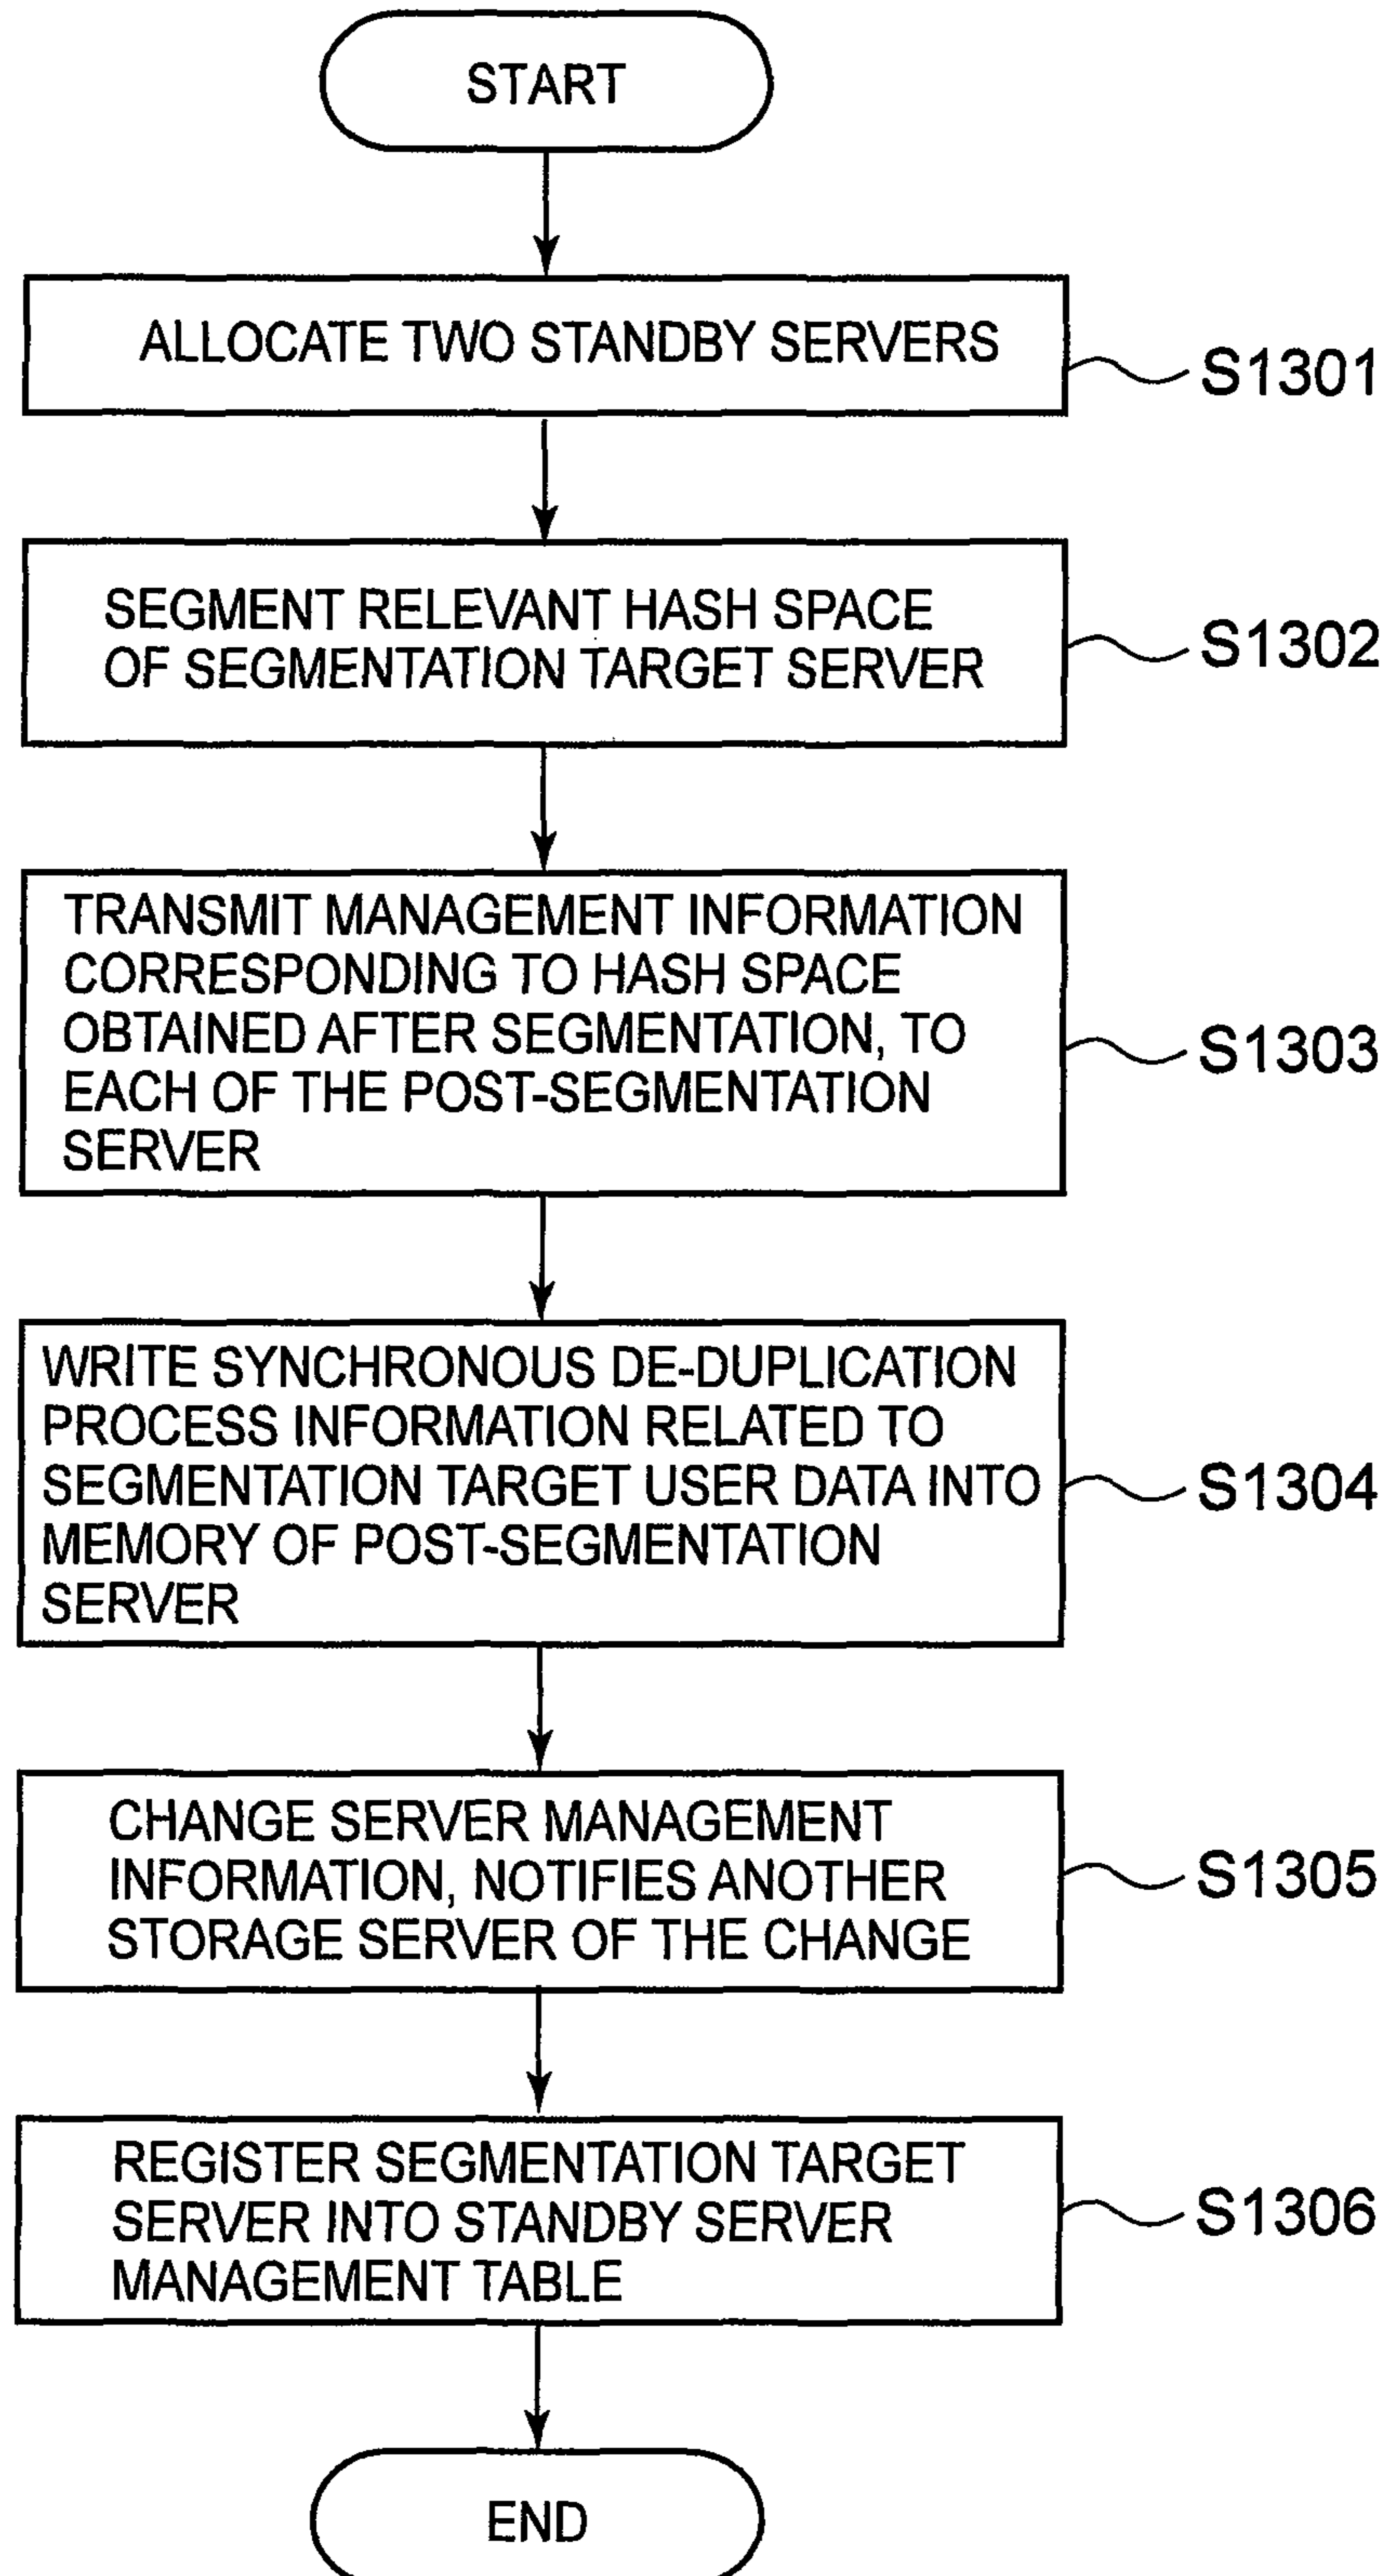 START
ALLOCATE TWO STANDBY SERVERS
S1301
SEGMENT RELEVANT HASH SPACE
OF SEGMENTATION TARGET SERVER
S1302
TRANSMIT MANAGEMENT INFORMATION
CORRESPONDING TO HASH SPACE
OBTAINED AFTER SEGMENTATION, TO
EACH OF THE POST-SEGMENTATION
SERVER
S1303
WRITE SYNCHRONOUS DE-DUPLICATION
PROCESS INFORMATION RELATED TO
SEGMENTATION TARGET USER DATA INTO
MEMORY OF POST-SEGMENTATION
SERVER
S1304
CHANGE SERVER MANAGEMENT
INFORMATION, NOTIFIES ANOTHER
STORAGE SERVER OF THE CHANGE
S1305
REGISTER SEGMENTATION TARGET
SERVER INTO STANDBY SERVER
MANAGEMENT TABLE
S1306
END